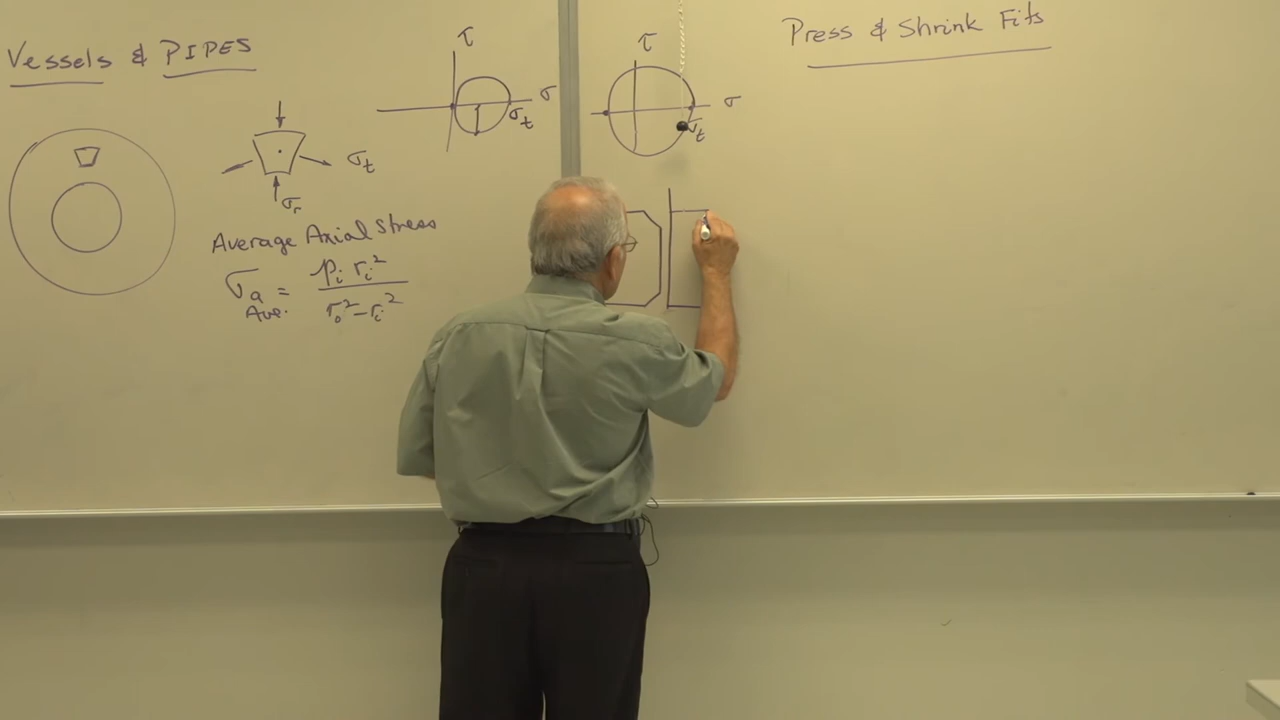 Vessels & PIPES
σt
σr
Average Axial Stress
σa = pi ri² / ro² - ri²
Ave.
τ
σ
σt
τ
σ
σt
Press & Shrink Fits